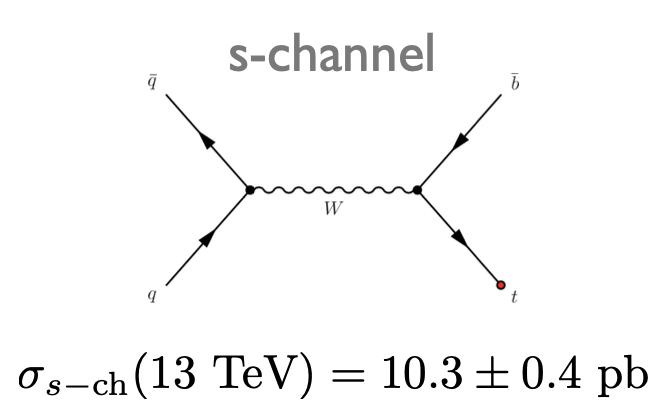 s-channel
q̄ b̄
W
q t
σ_{s−ch}(13 TeV) = 10.3 ± 0.4 pb